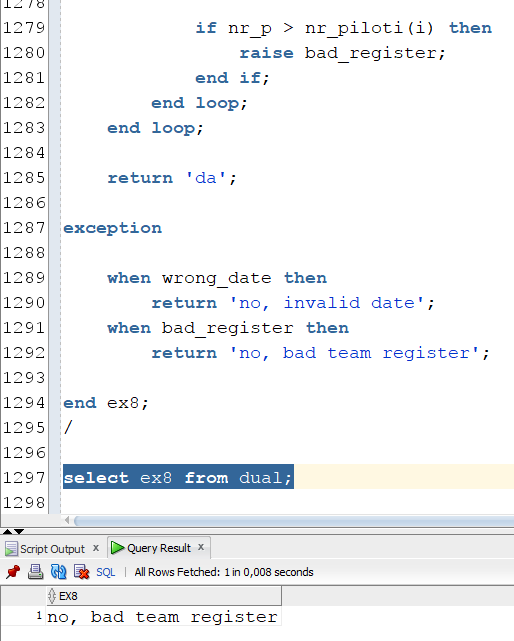 1278
1279 if nr_p > nr_piloti(i) then
1280 raise bad_register;
1281 end if;
1282 end loop;
1283 end loop;
1284
1285 return 'da';
1286
1287 exception
1288
1289 when wrong_date then
1290 return 'no, invalid date';
1291 when bad_register then
1292 return 'no, bad team register';
1293
1294 end ex8;
1295 /
1296
1297 select ex8 from dual;
1298
Script Output x Query Result x
SQL | All Rows Fetched: 1 in 0,008 seconds
EX8
1 no, bad team register